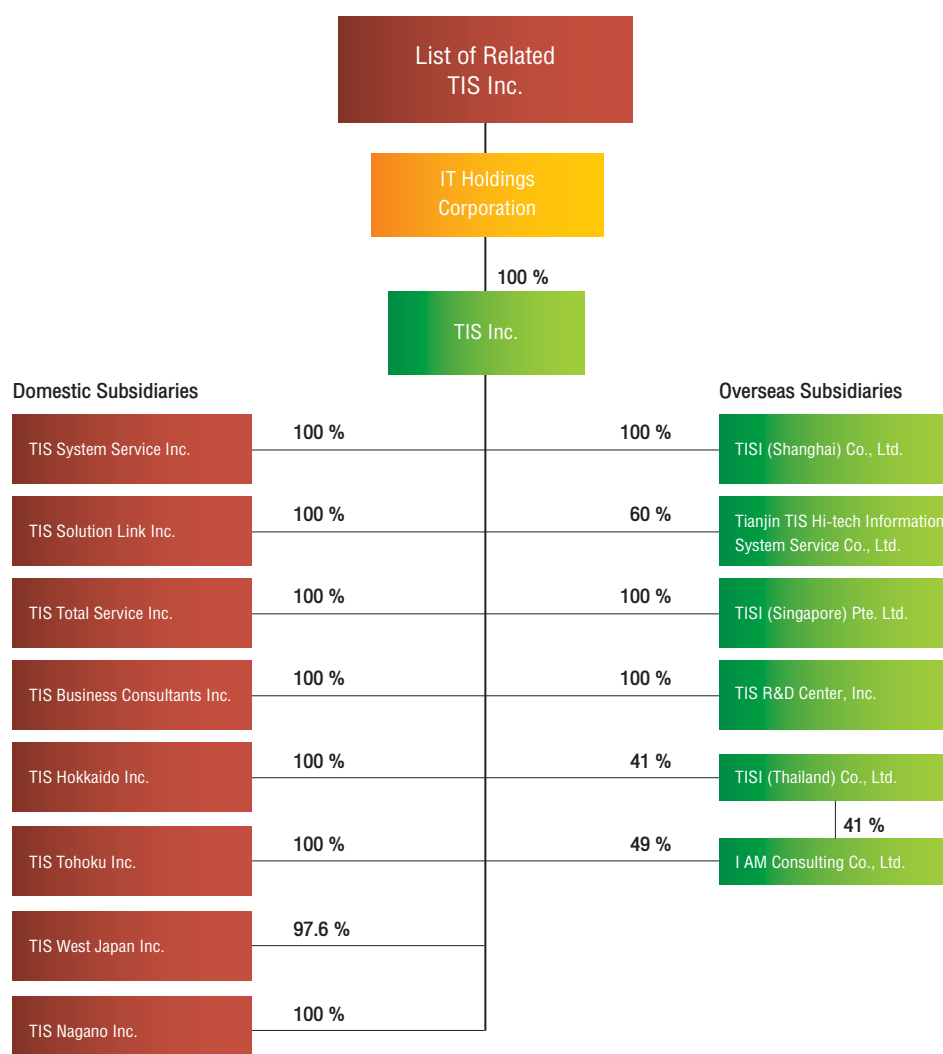 List of Related
TIS Inc.
IT Holdings
Corporation
100 %
TIS Inc.
Domestic Subsidiaries
Overseas Subsidiaries
TIS System Service Inc.
100 %
100 %
TISI (Shanghai) Co., Ltd.
TIS Solution Link Inc.
100 %
60 %
Tianjin TIS Hi-tech Information
System Service Co., Ltd.
TIS Total Service Inc.
100 %
100 %
TISI (Singapore) Pte. Ltd.
TIS Business Consultants Inc.
100 %
100 %
TIS R&D Center, Inc.
TIS Hokkaido Inc.
100 %
41 %
TISI (Thailand) Co., Ltd.
41 %
TIS Tohoku Inc.
100 %
49 %
I AM Consulting Co., Ltd.
TIS West Japan Inc.
97.6 %
TIS Nagano Inc.
100 %